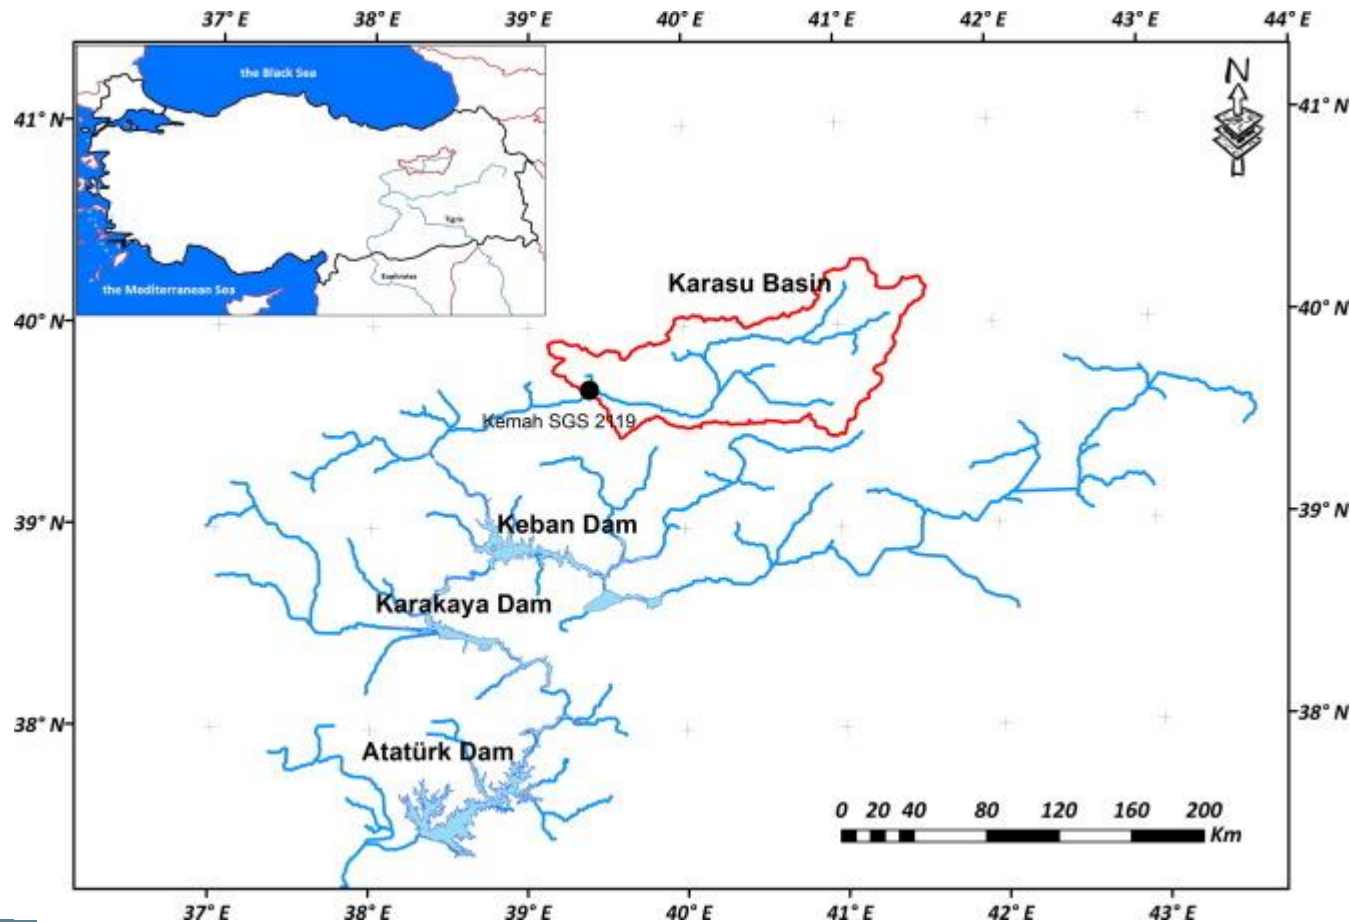 37° E 38° E 39° E 40° E 41° E 42° E 43° E 44° E
the Black Sea
Tigris
Euphrates
the Mediterranean Sea
N
41° N 41° N
40° N 40° N
39° N 39° N
38° N 38° N
Karasu Basin
Kemah SGS 2119
Keban Dam
Karakaya Dam
Atatürk Dam
0 20 40 80 120 160 200
Km
37° E 38° E 39° E 40° E 41° E 42° E 43° E